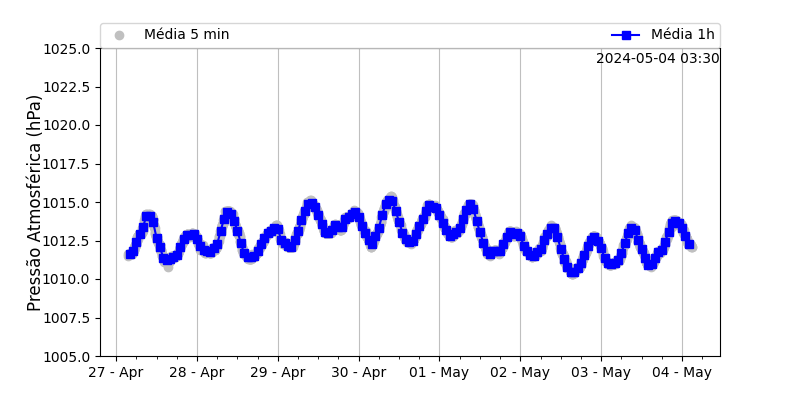 Média 5 min
Média 1h
2024-05-04 03:30
Pressão Atmosférica (hPa)
1025.0
1022.5
1020.0
1017.5
1015.0
1012.5
1010.0
1007.5
1005.0
27 - Apr
28 - Apr
29 - Apr
30 - Apr
01 - May
02 - May
03 - May
04 - May